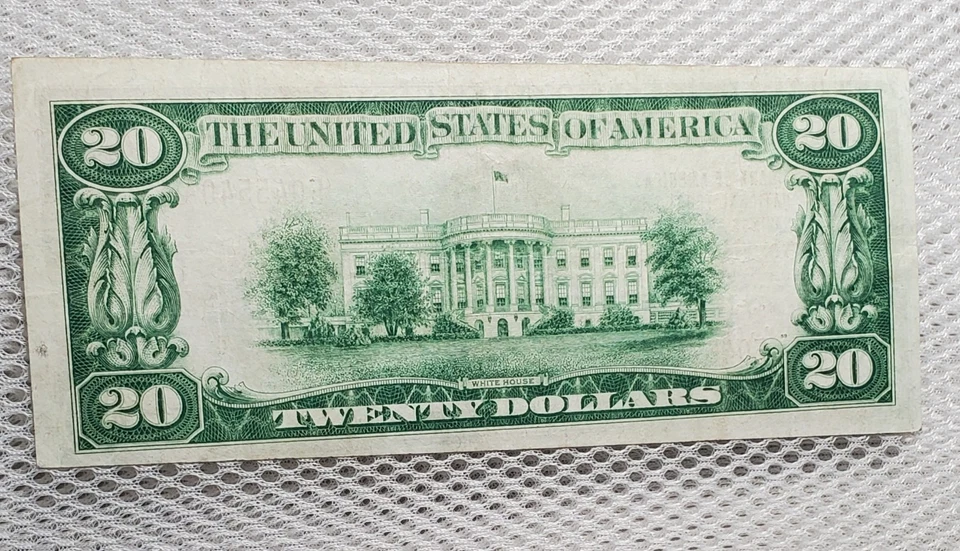 20 THE UNITED STATES OF AMERICA 20
WHITE HOUSE
20 TWENTY DOLLARS 20